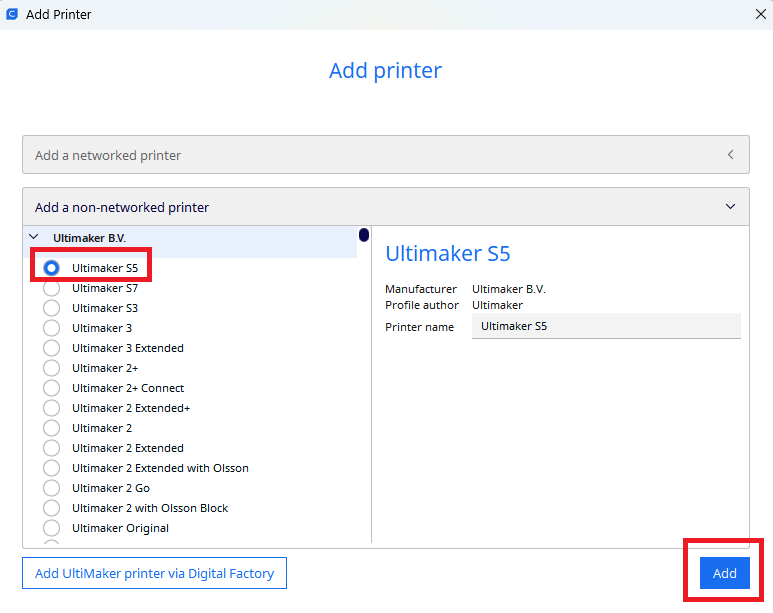 Add Printer
Add printer
Add a networked printer
Add a non-networked printer
Ultimaker B.V.
Ultimaker S5
Ultimaker S7
Ultimaker S3
Ultimaker 3
Ultimaker 3 Extended
Ultimaker 2+
Ultimaker 2+ Connect
Ultimaker 2 Extended+
Ultimaker 2
Ultimaker 2 Extended
Ultimaker 2 Extended with Olsson
Ultimaker 2 Go
Ultimaker 2 with Olsson Block
Ultimaker Original
Ultimaker S5
Manufacturer Ultimaker B.V.
Profile author Ultimaker
Printer name Ultimaker S5
Add UltiMaker printer via Digital Factory
Add